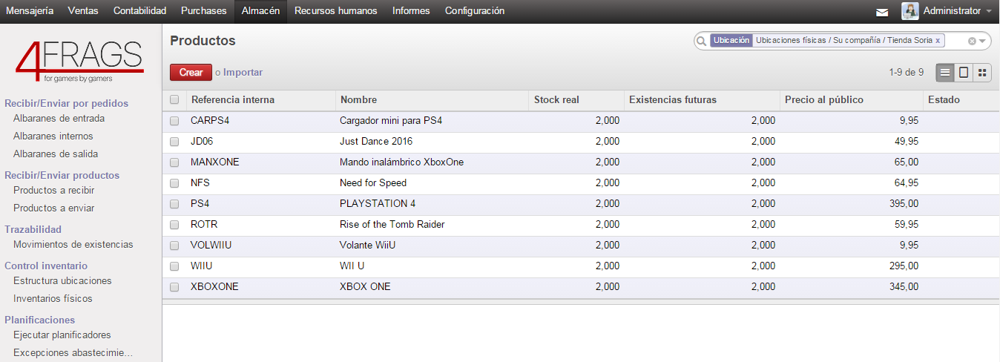 Mensajería Ventas Contabilidad Purchases Almacén Recursos humanos Informes Configuración Administrator
4FRAGS
for gamers by gamers
Recibir/Enviar por pedidos
Albaranes de entrada
Albaranes internos
Albaranes de salida
Recibir/Enviar productos
Productos a recibir
Productos a enviar
Trazabilidad
Movimientos de existencias
Control inventario
Estructura ubicaciones
Inventarios físicos
Planificaciones
Ejecutar planificadores
Excepciones abastecimie...
Productos
Ubicación Ubicaciones físicas / Su compañía / Tienda Soria x
Crear o Importar 1-9 de 9
Referencia interna Nombre Stock real Existencias futuras Precio al público Estado
CARPS4 Cargador mini para PS4 2,000 2,000 9,95
JD06 Just Dance 2016 2,000 2,000 49,95
MANXONE Mando inalámbrico XboxOne 2,000 2,000 65,00
NFS Need for Speed 2,000 2,000 64,95
PS4 PLAYSTATION 4 2,000 2,000 395,00
ROTR Rise of the Tomb Raider 2,000 2,000 59,95
VOLWIIU Volante WiiU 2,000 2,000 9,95
WIIU WII U 2,000 2,000 295,00
XBOXONE XBOX ONE 2,000 2,000 345,00